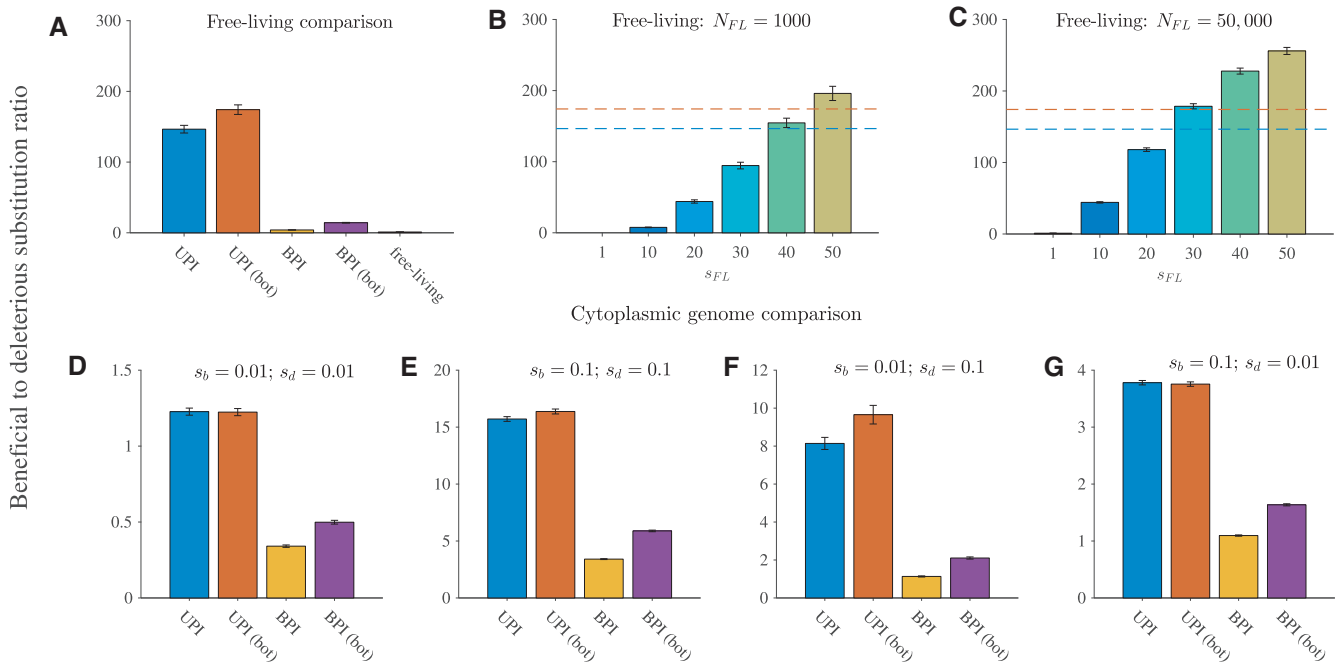 Beneficial to deleterious substitution ratio
A
Free-living comparison
300
200
100
0
UPI
UPI (bot)
BPI
BPI (bot)
free-living
B
Free-living: N_FL = 1000
300
200
100
0
1 10 20 30 40 50
s_FL
C
Free-living: N_FL = 50,000
300
200
100
0
1 10 20 30 40 50
s_FL
Cytoplasmic genome comparison
D
s_b = 0.01; s_d = 0.01
1.5
1
0.5
0
UPI
UPI (bot)
BPI
BPI (bot)
E
s_b = 0.1; s_d = 0.1
20
15
10
5
0
UPI
UPI (bot)
BPI
BPI (bot)
F
s_b = 0.01; s_d = 0.1
12
10
8
6
4
2
0
UPI
UPI (bot)
BPI
BPI (bot)
G
s_b = 0.1; s_d = 0.01
4
3
2
1
0
UPI
UPI (bot)
BPI
BPI (bot)